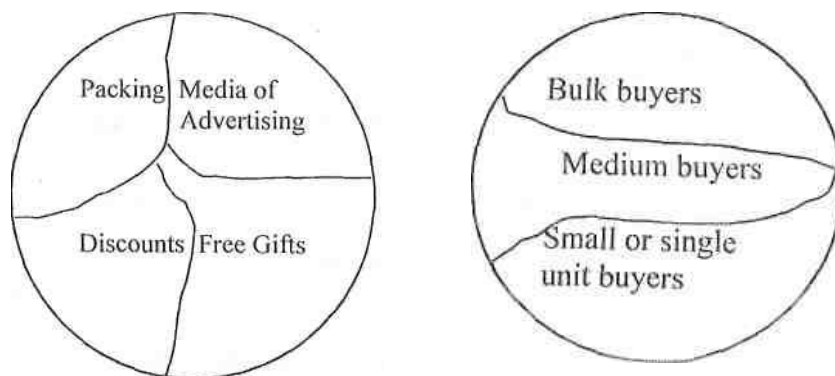 Packing
Media of
Advertising
Discounts
Free Gifts
Bulk buyers
Medium buyers
Small or single
unit buyers